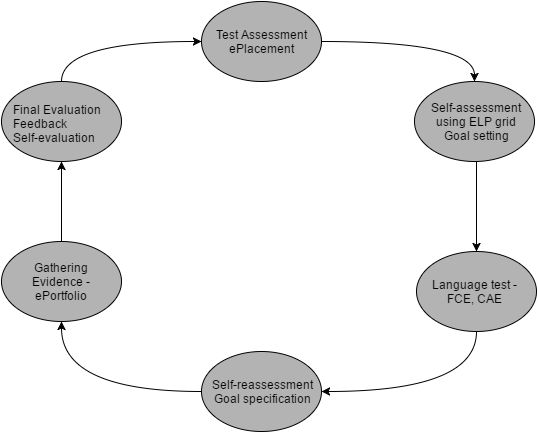 Test Assessment
ePlacement
Self-assessment
using ELP grid
Goal setting
Language test -
FCE, CAE
Self-reassessment
Goal specification
Gathering
Evidence -
ePortfolio
Final Evaluation
Feedback
Self-evaluation